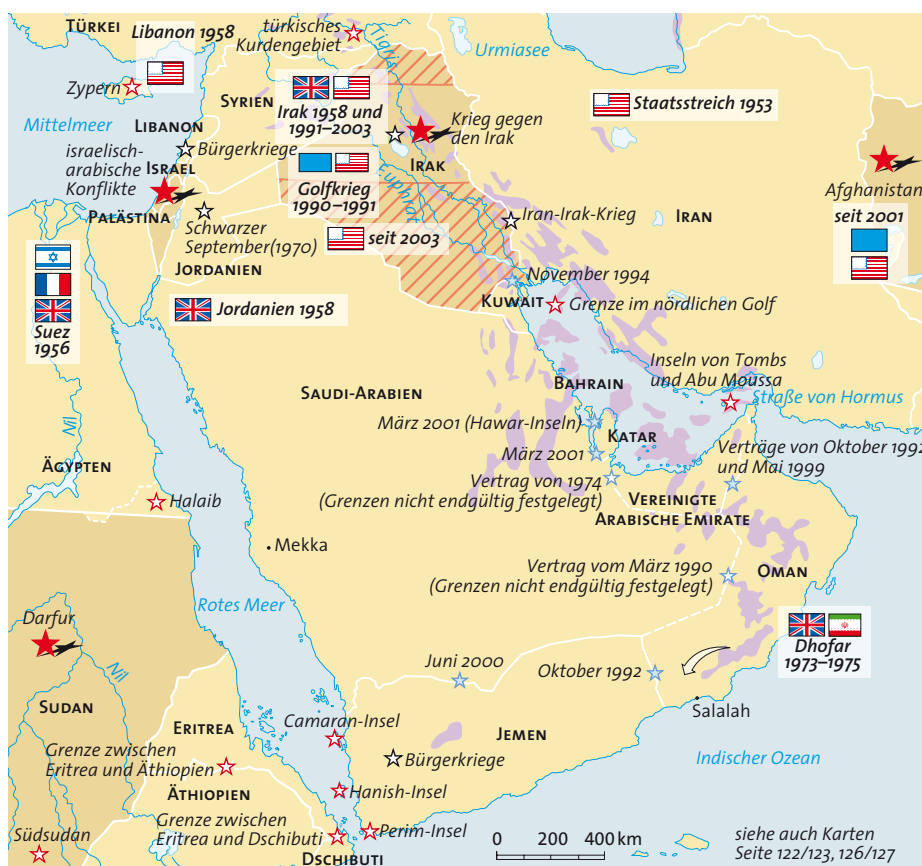 TÜRKEI
Libanon 1958
türkisches
Kurdengebiet
Tigris
Urmiasee
Zypern
SYRIEN
Irak 1958 und
1991–2003
Krieg gegen
den Irak
Staatsstreich 1953
Mittelmeer
LIBANON
Bürgerkriege
israelisch-
arabische
Konflikte
ISRAEL
IRAK
Euphrat
Golfkrieg
1990–1991
Afghanistan
seit 2001
PALÄSTINA
Schwarzer
September(1970)
Iran-Irak-Krieg
IRAN
seit 2003
JORDANIEN
November 1994
KUWAIT
Grenze im nördlichen Golf
Suez
1956
Jordanien 1958
Inseln von Tombs
und Abu Moussa
Straße von Hormus
BAHRAIN
SAUDI-ARABIEN
März 2001 (Hawar-Inseln)
KATAR
Nil
März 2001
Verträge von Oktober 1992
und Mai 1999
ÄGYPTEN
Vertrag von 1974
(Grenzen nicht endgültig festgelegt)
VEREINIGTE
ARABISCHE EMIRATE
Halaib
Mekka
Vertrag vom März 1990
(Grenzen nicht endgültig festgelegt)
OMAN
Rotes Meer
Darfur
Nil
Dhofar
1973–1975
Juni 2000
Oktober 1992
SUDAN
Salalah
ERITREA
Camaran-Insel
JEMEN
Grenze zwischen
Eritrea und Äthiopien
Bürgerkriege
Indischer Ozean
ÄTHIOPIEN
Hanish-Insel
Grenze zwischen
Eritrea und Dschibuti
Perim-Insel
Südsudan
DSCHIBUTI
0 200 400 km
siehe auch Karten
Seite 122/123, 126/127